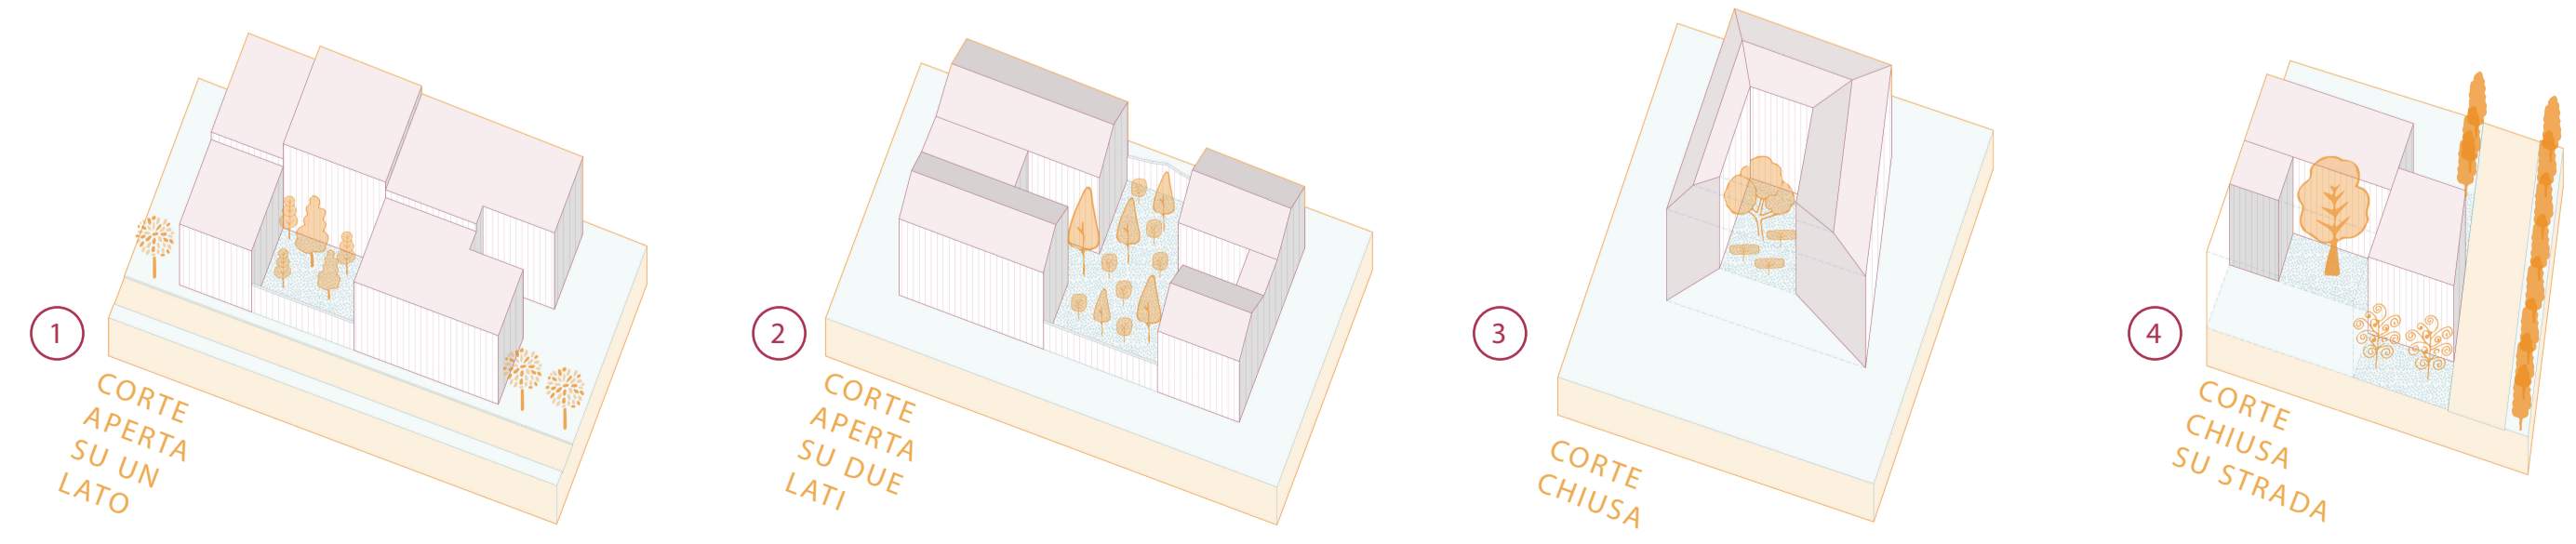 1
CORTE
APERTA
SU UN
LATO
2
CORTE
APERTA
SU DUE
LATI
3
CORTE
CHIUSA
4
CORTE
CHIUSA
SU STRADA